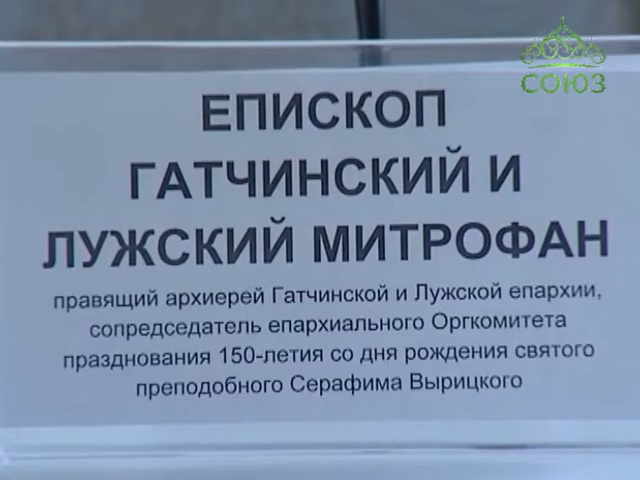 СОЮЗ
ЕПИСКОП
ГАТЧИНСКИЙ И
ЛУЖСКИЙ МИТРОФАН
правящий архиерей Гатчинской и Лужской епархии,
сопредседатель епархиального Оргкомитета
празднования 150-летия со дня рождения святого
преподобного Серафима Вырицкого